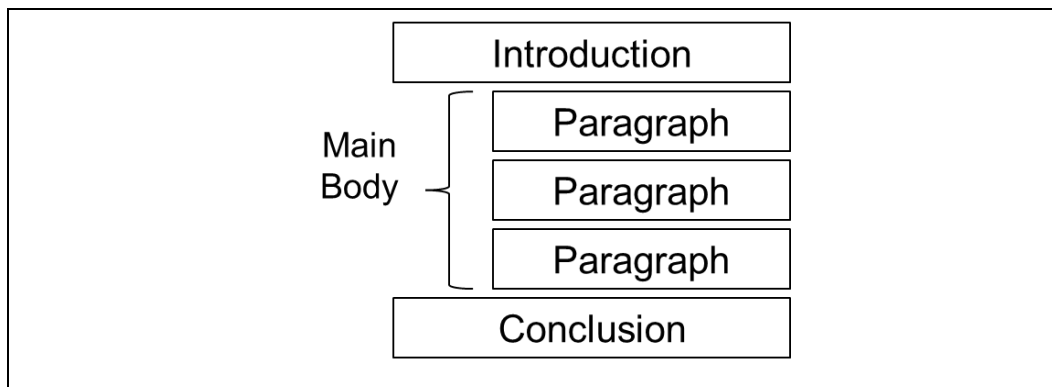 Introduction
Paragraph
Main
Body
Paragraph
Paragraph
Conclusion